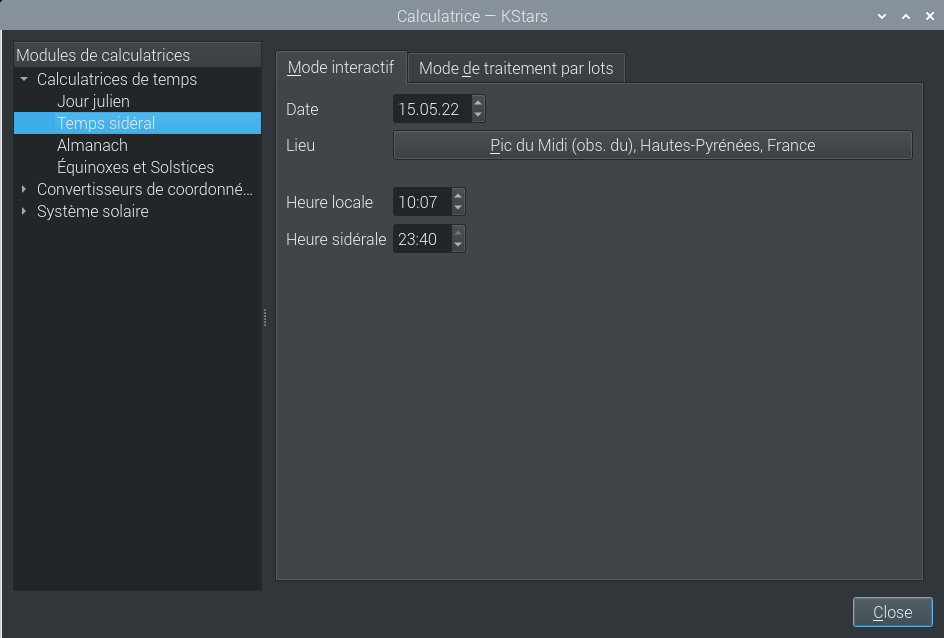 Calculatrice — KStars
Modules de calculatrices
Calculatrices de temps
Jour julien
Temps sidéral
Almanach
Équinoxes et Solstices
Convertisseurs de coordonné...
Système solaire
Mode interactif
Mode de traitement par lots
Date
15.05.22
Lieu
Pic du Midi (obs. du), Hautes-Pyrénées, France
Heure locale
10:07
Heure sidérale
23:40
Close